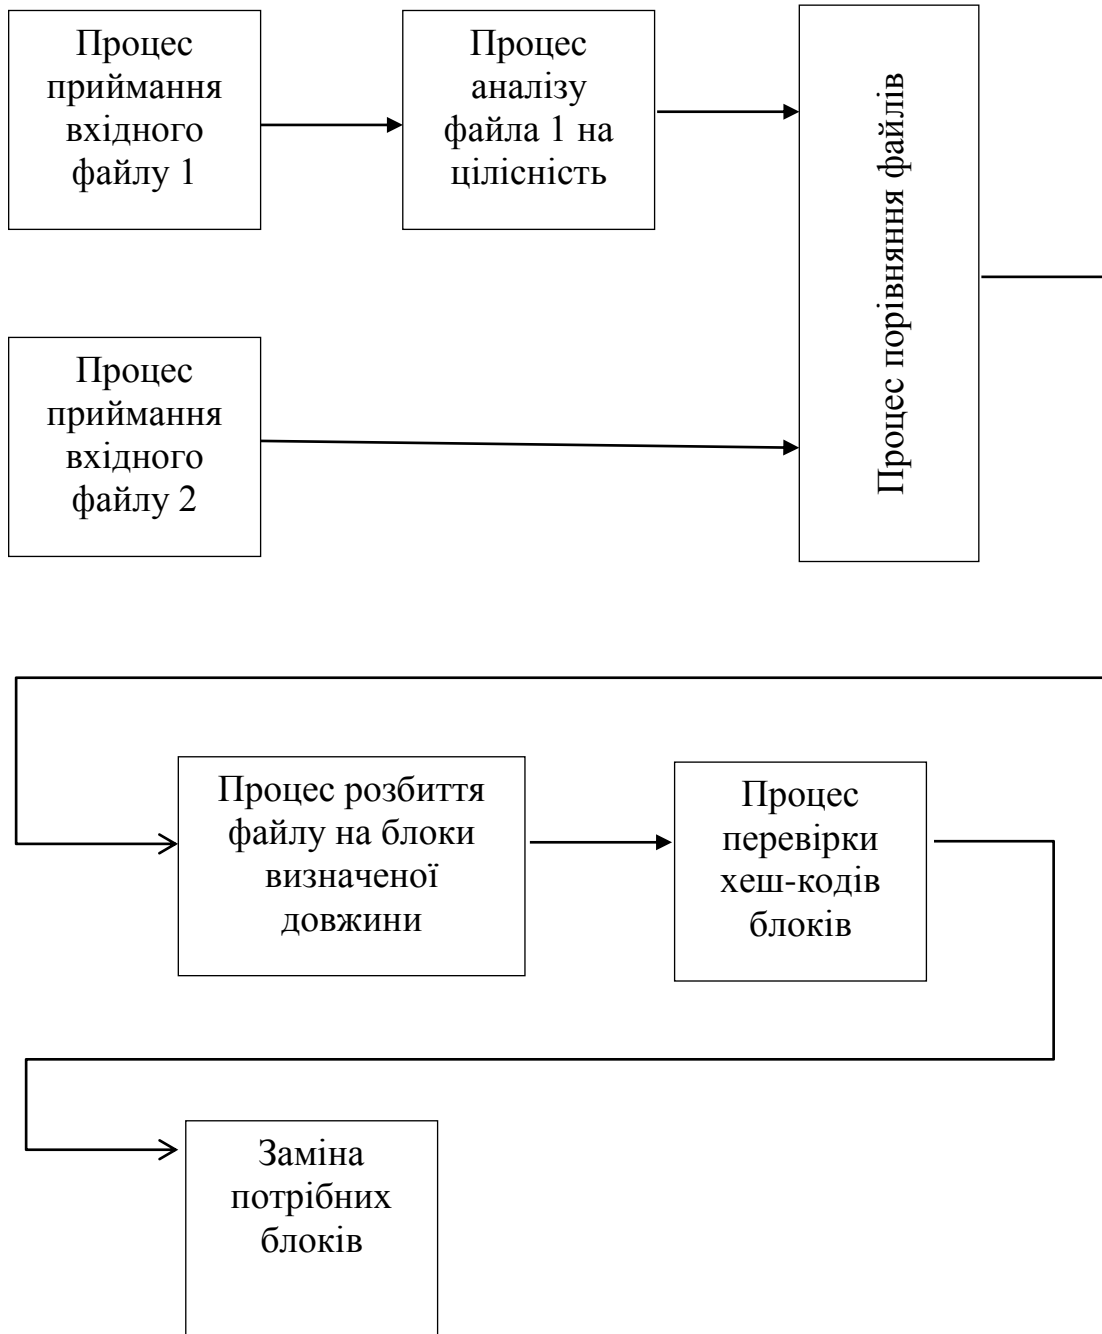 Процес
приймання
вхідного
файлу 1
Процес
аналізу
файла 1 на
цілісність
Процес порівняння файлів
Процес
приймання
вхідного
файлу 2
Процес розбиття
файлу на блоки
визначеної
довжини
Процес
перевірки
хеш-кодів
блоків
Заміна
потрібних
блоків